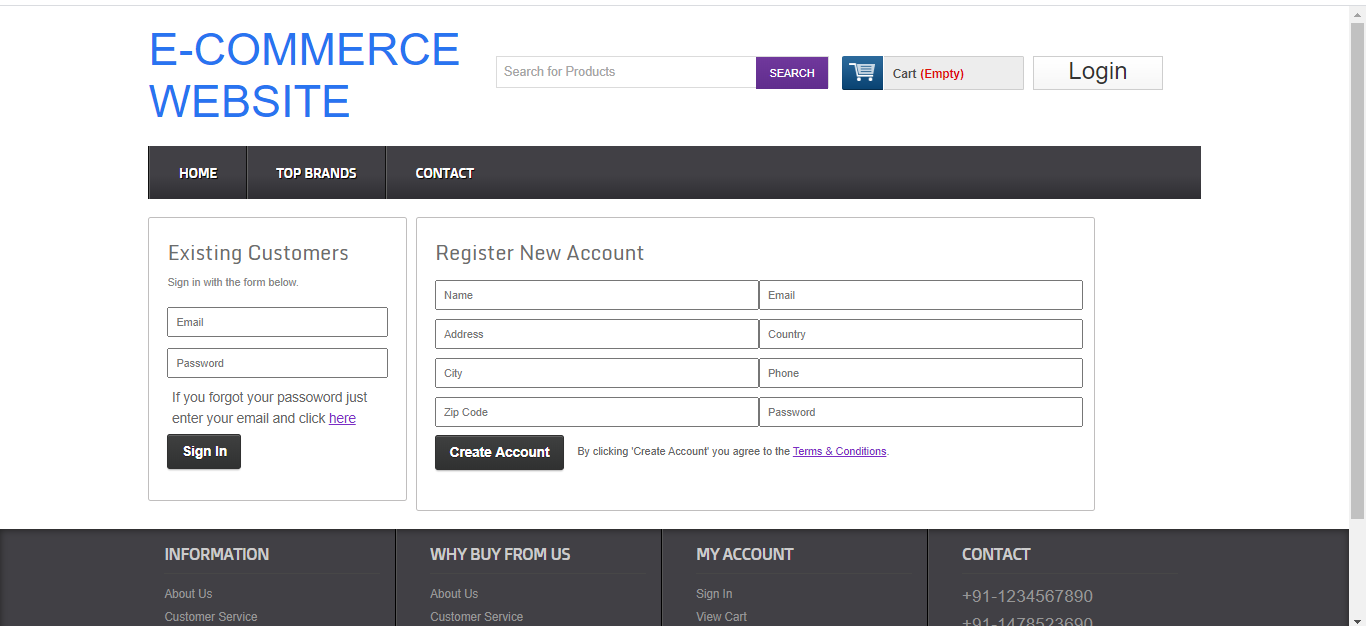 E-COMMERCE
WEBSITE
Search for Products
SEARCH
Cart (Empty)
Login
HOME
TOP BRANDS
CONTACT
Existing Customers
Sign in with the form below.
Email
Password
If you forgot your passoword just
enter your email and click here
Sign In
Register New Account
Name
Email
Address
Country
City
Phone
Zip Code
Password
Create Account
By clicking 'Create Account' you agree to the Terms & Conditions.
INFORMATION
About Us
Customer Service
WHY BUY FROM US
About Us
Customer Service
MY ACCOUNT
Sign In
View Cart
CONTACT
+91-1234567890
+91-1478523690